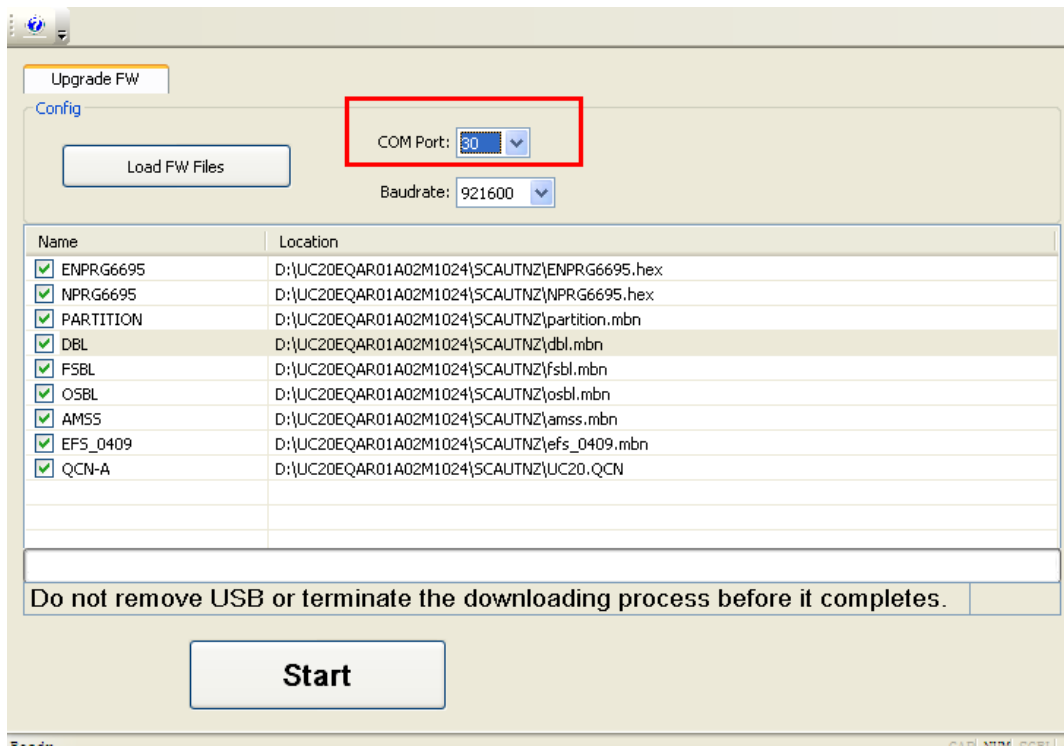 Upgrade FW
Config
Load FW Files
COM Port: 30
Baudrate: 921600
Name Location
ENPRG6695 D:\UC20EQAR01A02M1024\SCAUTNZ\ENPRG6695.hex
NPRG6695 D:\UC20EQAR01A02M1024\SCAUTNZ\NPRG6695.hex
PARTITION D:\UC20EQAR01A02M1024\SCAUTNZ\partition.mbn
DBL D:\UC20EQAR01A02M1024\SCAUTNZ\dbl.mbn
FSBL D:\UC20EQAR01A02M1024\SCAUTNZ\fsbl.mbn
OSBL D:\UC20EQAR01A02M1024\SCAUTNZ\osbl.mbn
AMSS D:\UC20EQAR01A02M1024\SCAUTNZ\amss.mbn
EFS_0409 D:\UC20EQAR01A02M1024\SCAUTNZ\efs_0409.mbn
QCN-A D:\UC20EQAR01A02M1024\SCAUTNZ\UC20.QCN
Do not remove USB or terminate the downloading process before it completes.
Start